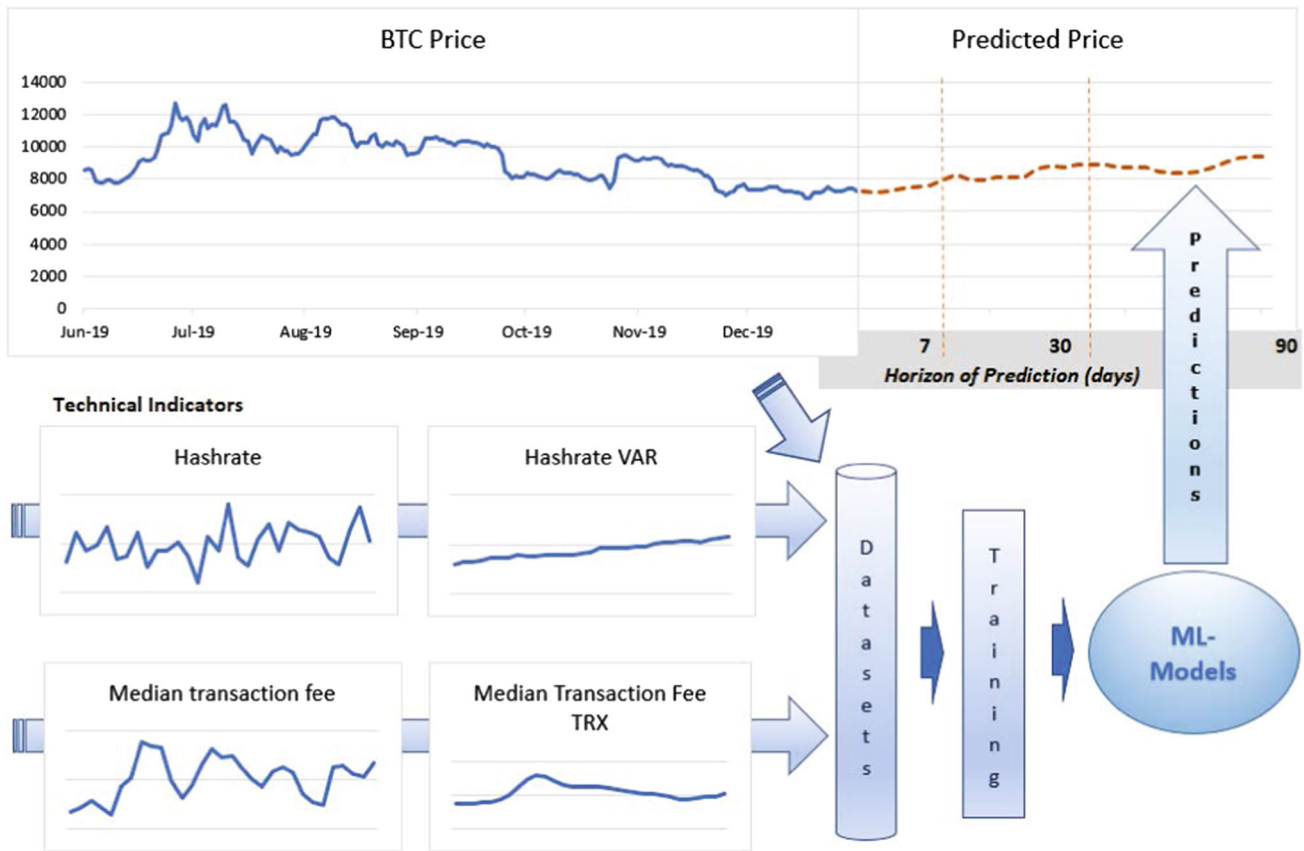 BTC Price
Predicted Price
14000
12000
10000
8000
6000
4000
2000
0
Jun-19 Jul-19 Aug-19 Sep-19 Oct-19 Nov-19 Dec-19
7 30 90
Horizon of Prediction (days)
Predictions
Technical Indicators
Hashrate
Hashrate VAR
Median transaction fee
Median Transaction Fee
TRX
Datasets
Training
ML-
Models